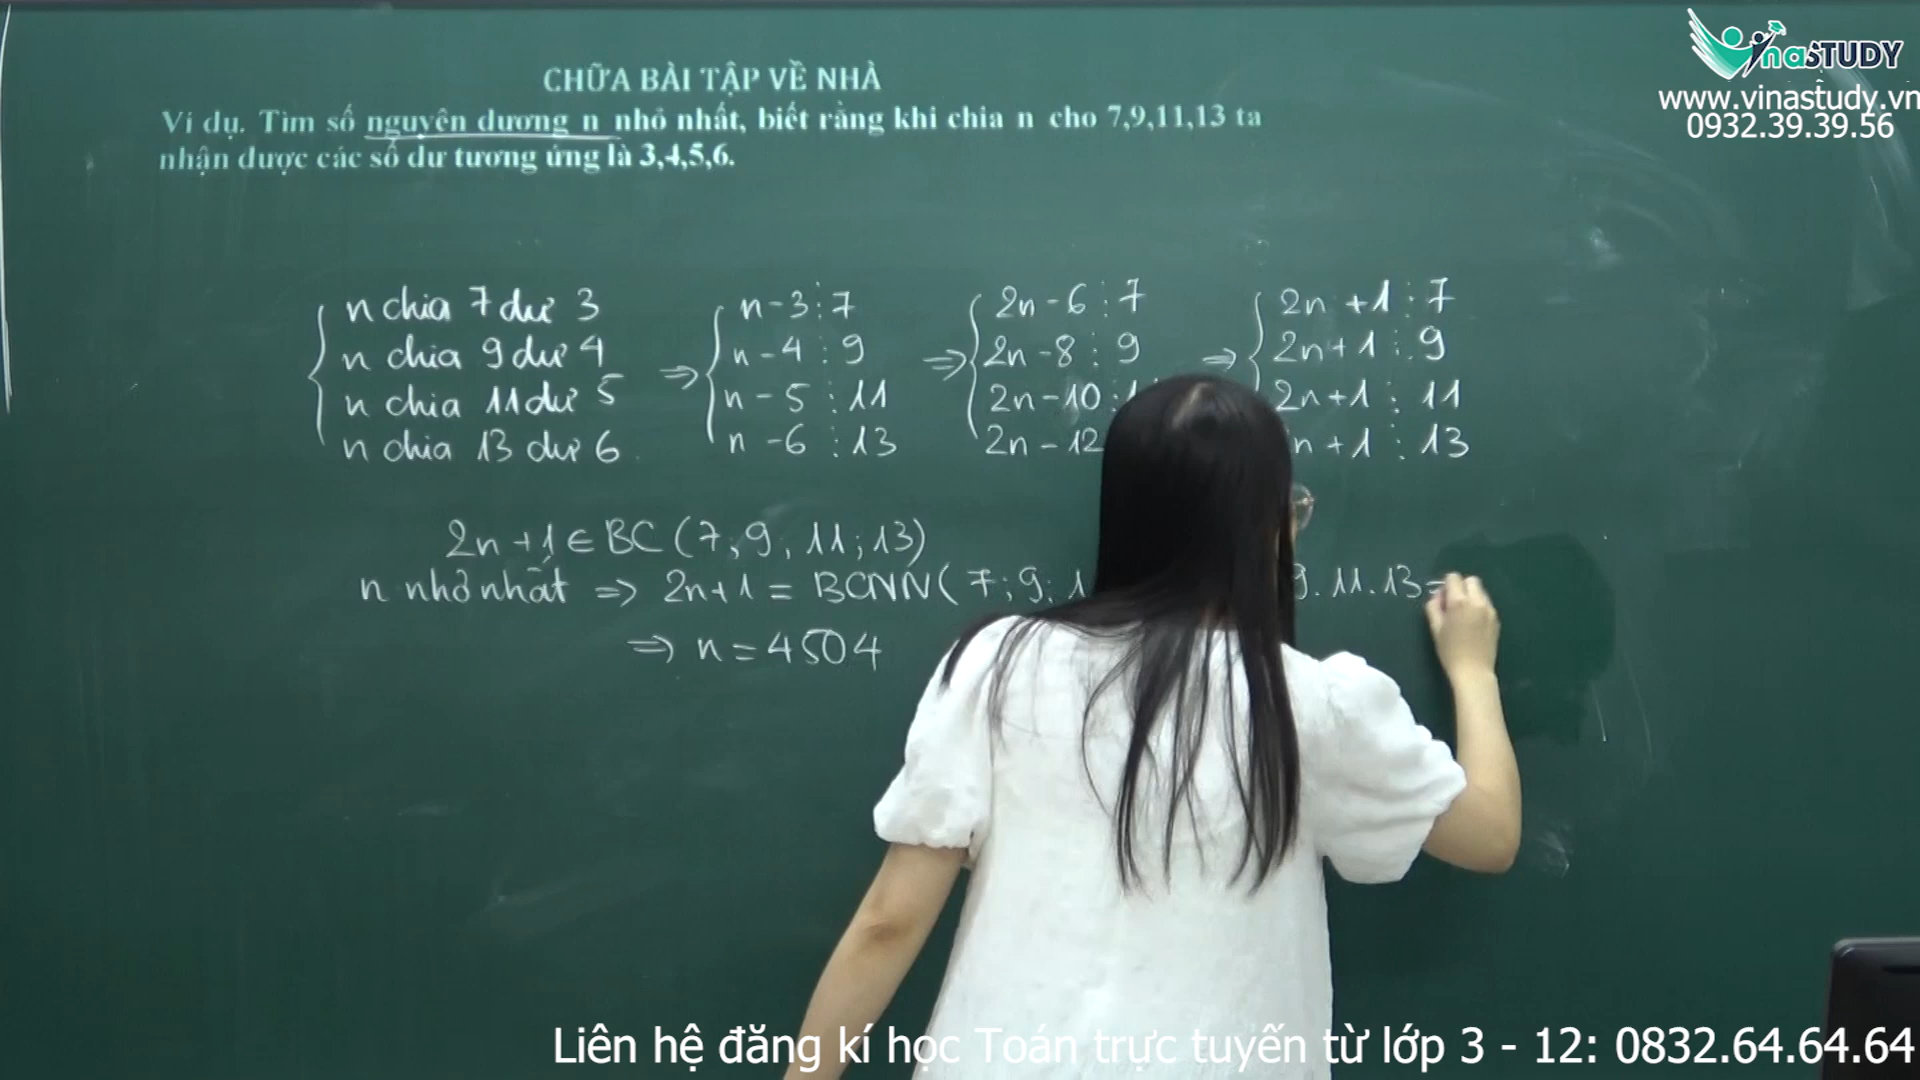 VinaSTUDY
www.vinastudy.vn
0932.39.39.56
CHỮA BÀI TẬP VỀ NHÀ
Ví dụ. Tìm số nguyên dương n nhỏ nhất, biết rằng khi chia n cho 7,9,11,13 ta
nhận được các số dư tương ứng là 3,4,5,6.
n chia 7 dư 3 => n - 3 ⋮ 7 => 2n - 6 ⋮ 7 => 2n + 1 ⋮ 7
n chia 9 dư 4 n - 4 ⋮ 9 2n - 8 ⋮ 9 2n + 1 ⋮ 9
n chia 11 dư 5 n - 5 ⋮ 11 2n - 10 ⋮ 2n + 1 ⋮ 11
n chia 13 dư 6 n - 6 ⋮ 13 2n - 12 n + 1 ⋮ 13
2n + 1 ∈ BC (7; 9; 11; 13)
n nhỏ nhất => 2n + 1 = BCNN( 7; 9; 9. 11. 13 =
=> n = 4504
Liên hệ đăng kí học Toán trực tuyến từ lớp 3 - 12: 0832.64.64.64